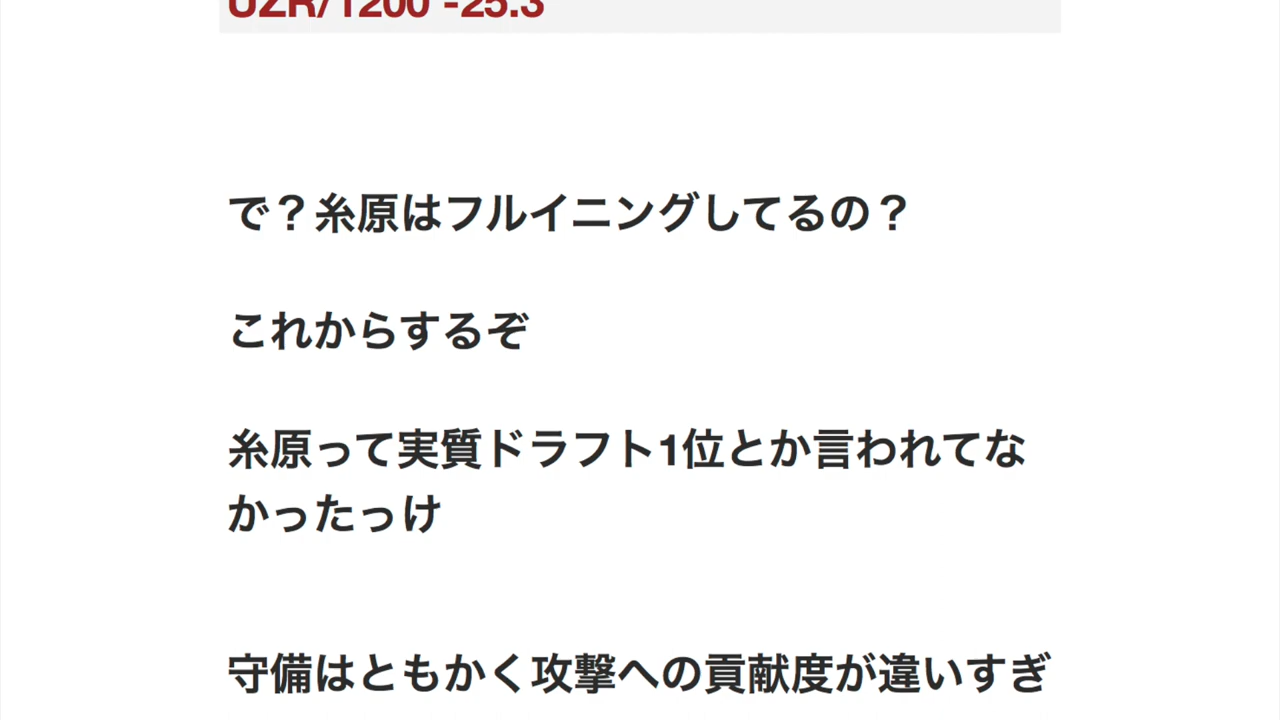 UZR/1200 -25.3
で？糸原はフルイニングしてるの？
これからするぞ
糸原って実質ドラフト1位とか言われてな
かったっけ
守備はともかく攻撃への貢献度が違いすぎ